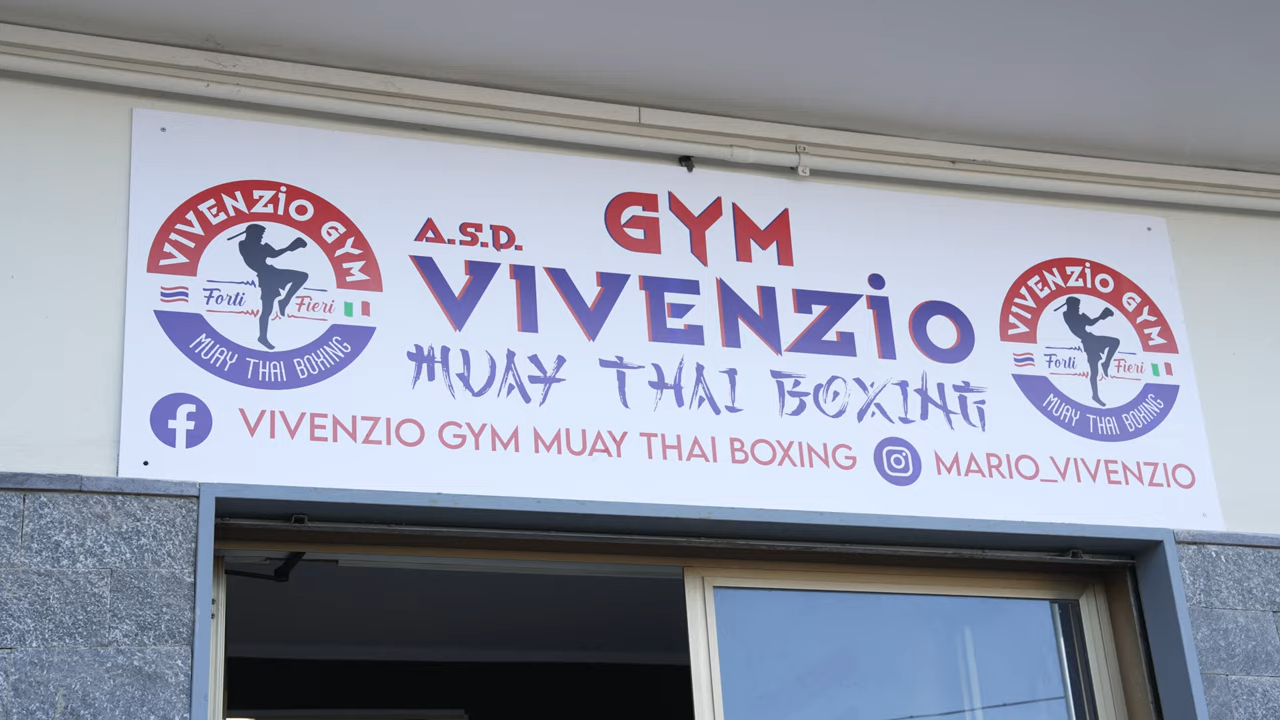 VIVENZiO GYM
Forti Fieri
MUAY THAI BOXING
A.S.D. GYM
VIVENZiO
MUAY THAI BOXING
VIVENZIO GYM MUAY THAI BOXING
MARIO_VIVENZIO
VIVENZiO GYM
Forti Fieri
MUAY THAI BOXING